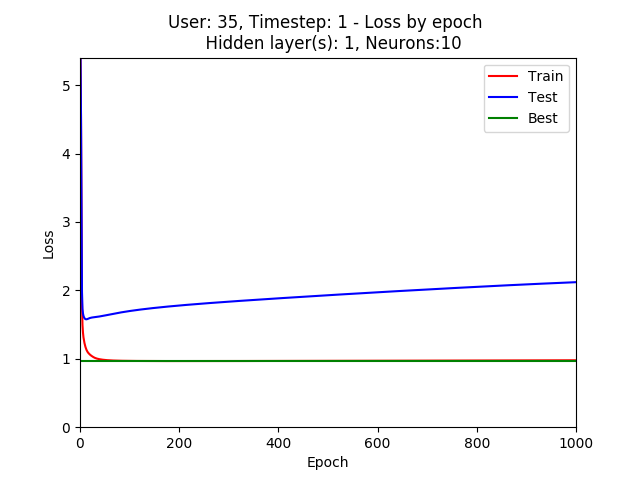 User: 35, Timestep: 1 - Loss by epoch
Hidden layer(s): 1, Neurons:10
Train
Test
Best
5
4
3
2
1
0
Loss
0
200
400
600
800
1000
Epoch